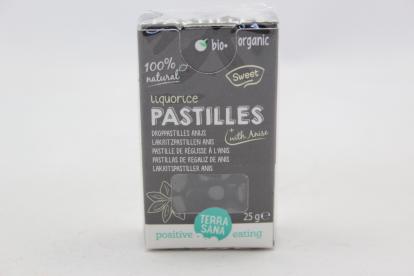 bio+ organic
100% natural
Sweet
liquorice
PASTILLES
+ with Anise
DROPPASTILLES ANIJS
LAKRITZPASTILLEN ANIS
PASTILLE DE RÉGLISSE À L'ANIS
PASTILLAS DE REGALIZ DE ANIS
LAKRITSPASTILLER ANIS
25 g e
TERRA
SANA
positive eating